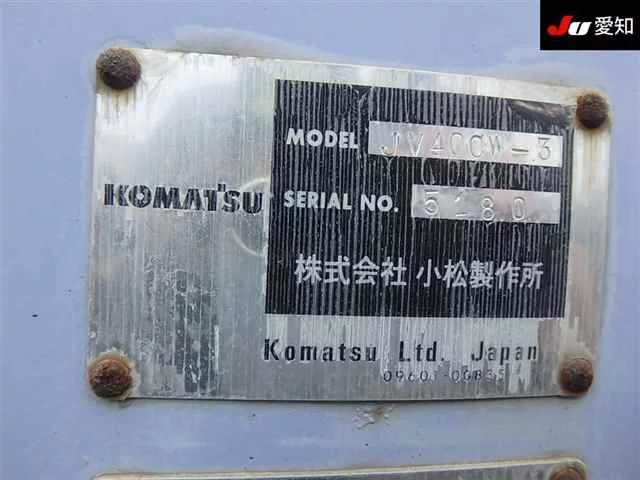 JU 愛知
KOMATSU
MODEL JV40CW-3
SERIAL NO. 5180
株式会社 小松製作所
Komatsu Ltd. Japan